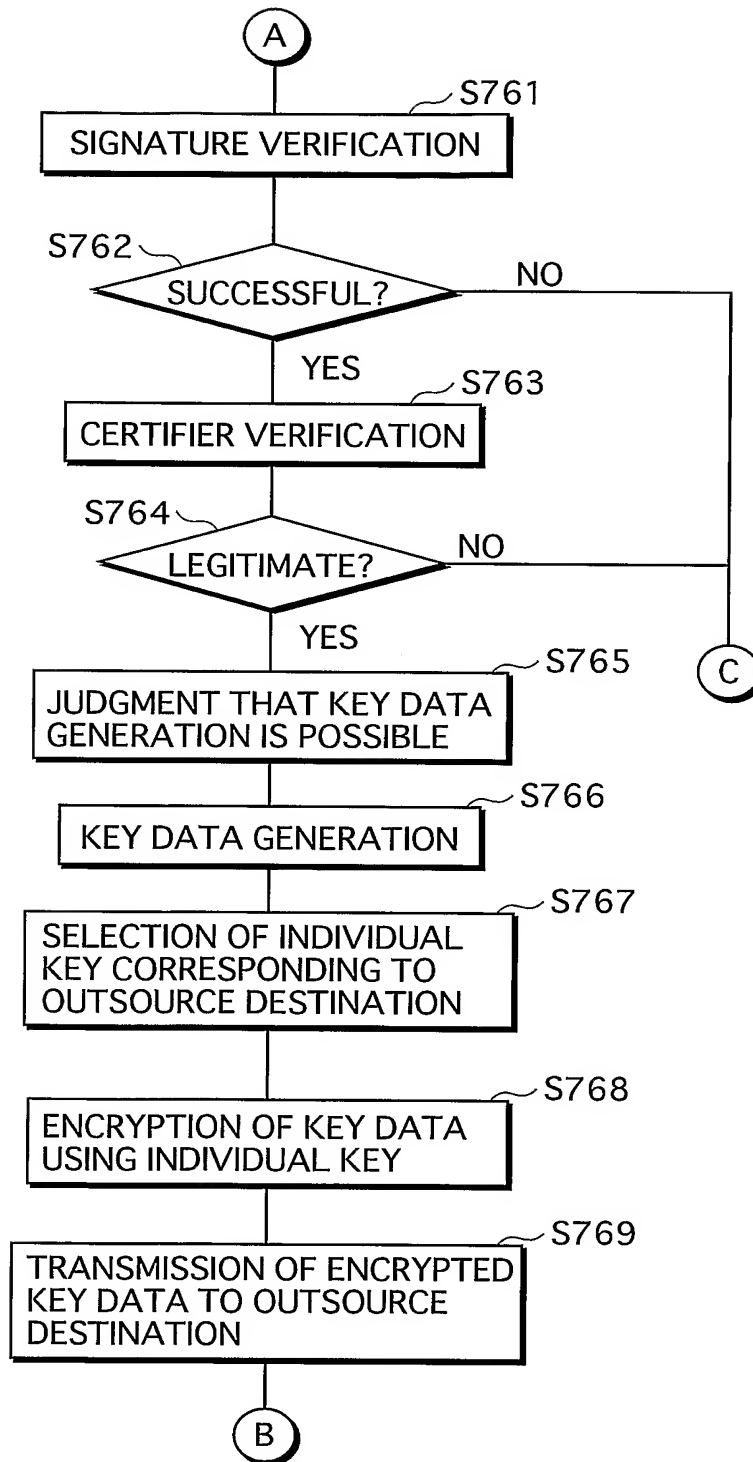 A
S761
SIGNATURE VERIFICATION
S762
SUCCESSFUL?
NO
YES
S763
CERTIFIER VERIFICATION
S764
LEGITIMATE?
NO
YES
C
S765
JUDGMENT THAT KEY DATA
GENERATION IS POSSIBLE
S766
KEY DATA GENERATION
S767
SELECTION OF INDIVIDUAL
KEY CORRESPONDING TO
OUTSOURCE DESTINATION
S768
ENCRYPTION OF KEY DATA
USING INDIVIDUAL KEY
S769
TRANSMISSION OF ENCRYPTED
KEY DATA TO OUTSOURCE
DESTINATION
B